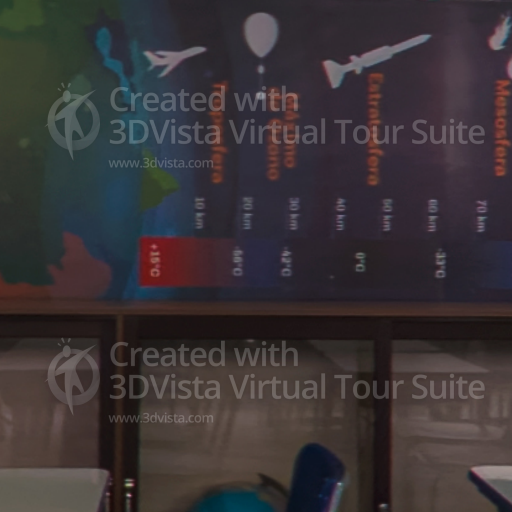 Created with
3DVista Virtual Tour Suite
www.3dvista.com
Troposfera
Estratosfera
Mesosfera
10 km
20 km
30 km
40 km
50 km
60 km
70 km
+15°C
-56°C
-42°C
0°C
-33°C
Created with
3DVista Virtual Tour Suite
www.3dvista.com